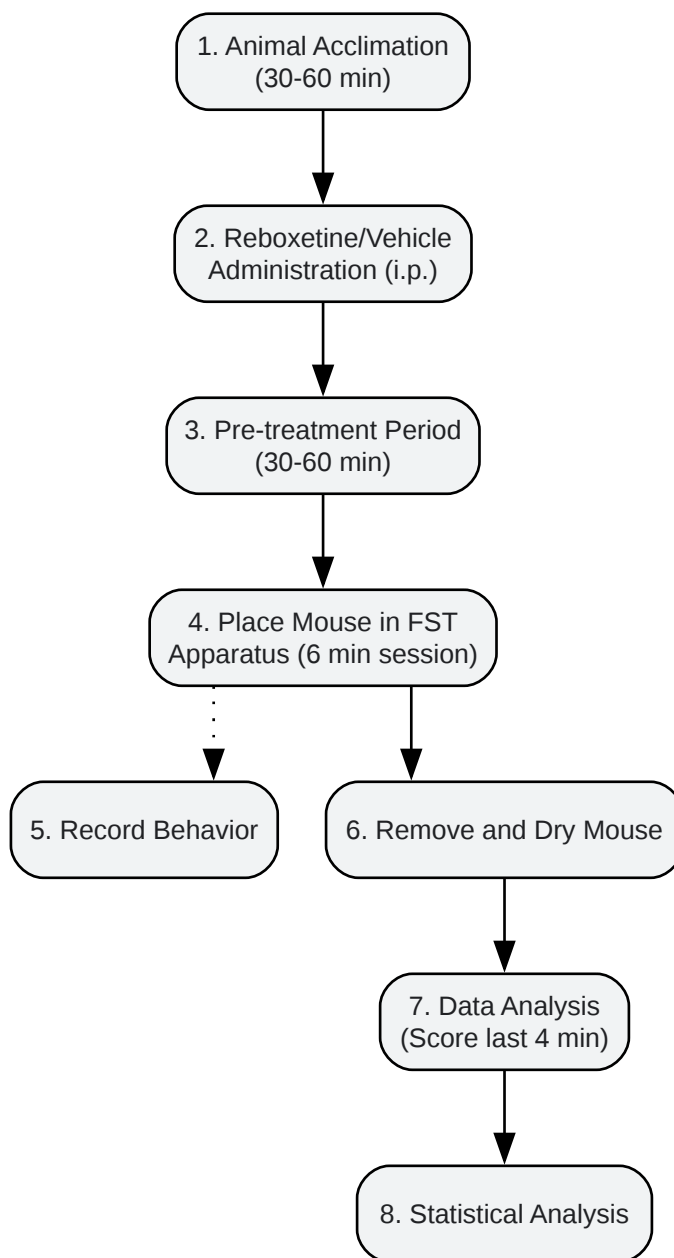 1. Animal Acclimation
(30-60 min)
2. Reboxetine/Vehicle
Administration (i.p.)
3. Pre-treatment Period
(30-60 min)
4. Place Mouse in FST
Apparatus (6 min session)
5. Record Behavior
6. Remove and Dry Mouse
7. Data Analysis
(Score last 4 min)
8. Statistical Analysis